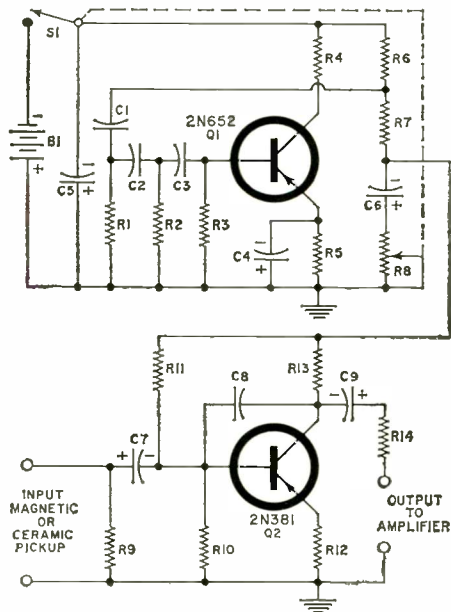 S1
R4
R6
2N652
Q1
C1
R7
B1
C5
C2
C3
C6
R1
R2
R3
C4
R5
R8
R11
C8
R13
C9
R14
C7
2N381
Q2
INPUT
MAGNETIC
OR
CERAMIC
PICKUP
R9
R10
R12
OUTPUT
TO
AMPLIFIER